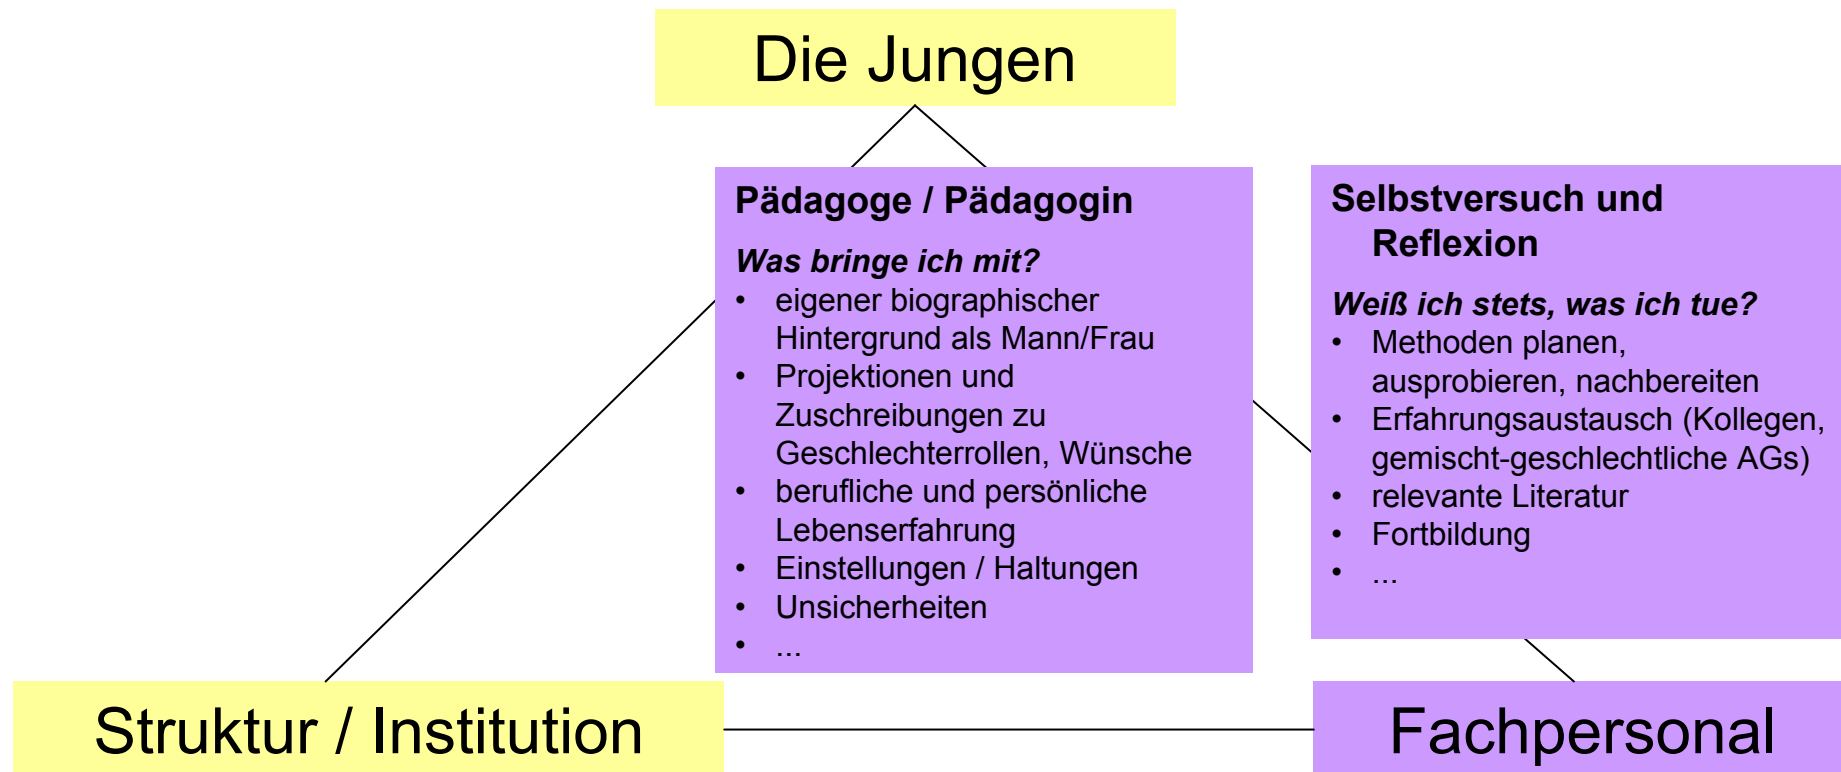 Die Jungen
Pädagoge / Pädagogin
Was bringe ich mit?
• eigener biographischer
Hintergrund als Mann/Frau
• Projektionen und
Zuschreibungen zu
Geschlechterrollen, Wünsche
• berufliche und persönliche
Lebenserfahrung
• Einstellungen / Haltungen
• Unsicherheiten
• ...
Selbstversuch und
Reflexion
Weiß ich stets, was ich tue?
• Methoden planen,
ausprobieren, nachbereiten
• Erfahrungsaustausch (Kollegen,
gemischt-geschlechtliche AGs)
• relevante Literatur
• Fortbildung
• ...
Struktur / Institution
Fachpersonal